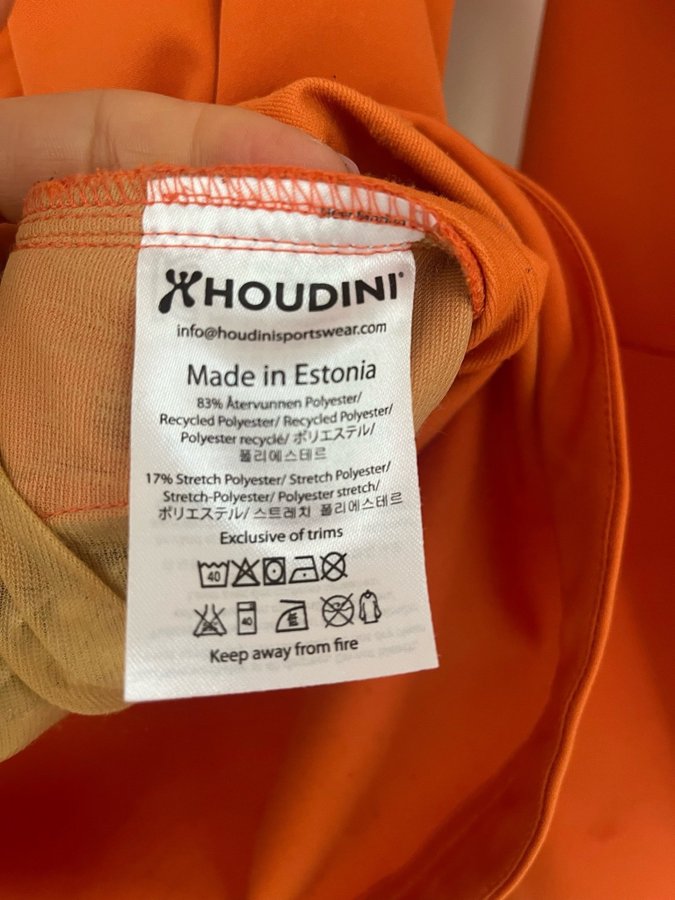 HOUDINI
info@houdinisportswear.com
Made in Estonia
83% Återvunnen Polyester/
Recycled Polyester/ Recycled Polyester/
Polyester recyclé/ ポリエステル/
폴리에스테르
17% Stretch Polyester/ Stretch Polyester/
Stretch-Polyester/ Polyester stretch/
ポリエステル/ 스트레치 폴리에스테르
Exclusive of trims
40
40
Keep away from fire